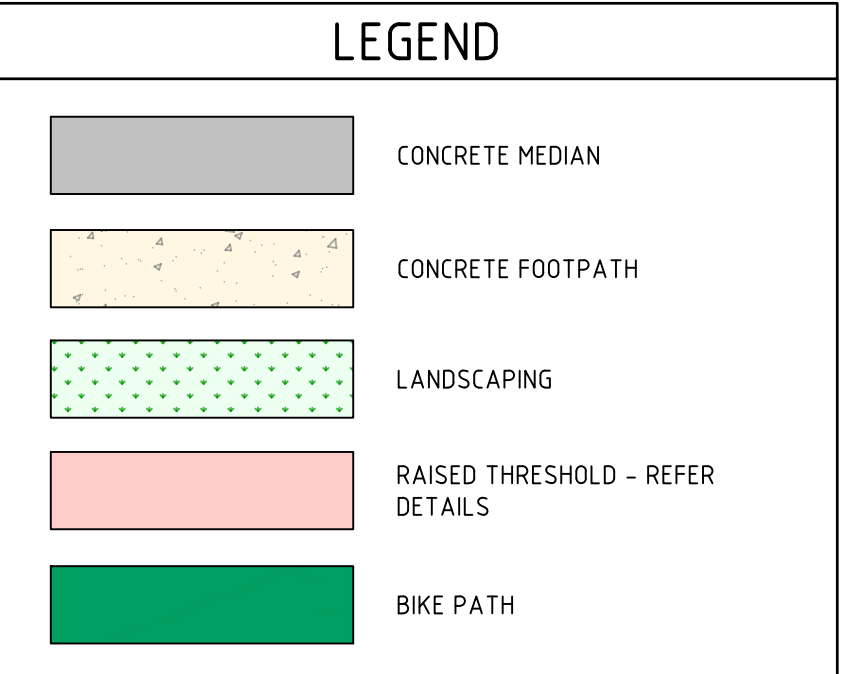 LEGEND
CONCRETE MEDIAN
CONCRETE FOOTPATH
LANDSCAPING
RAISED THRESHOLD - REFER
DETAILS
BIKE PATH